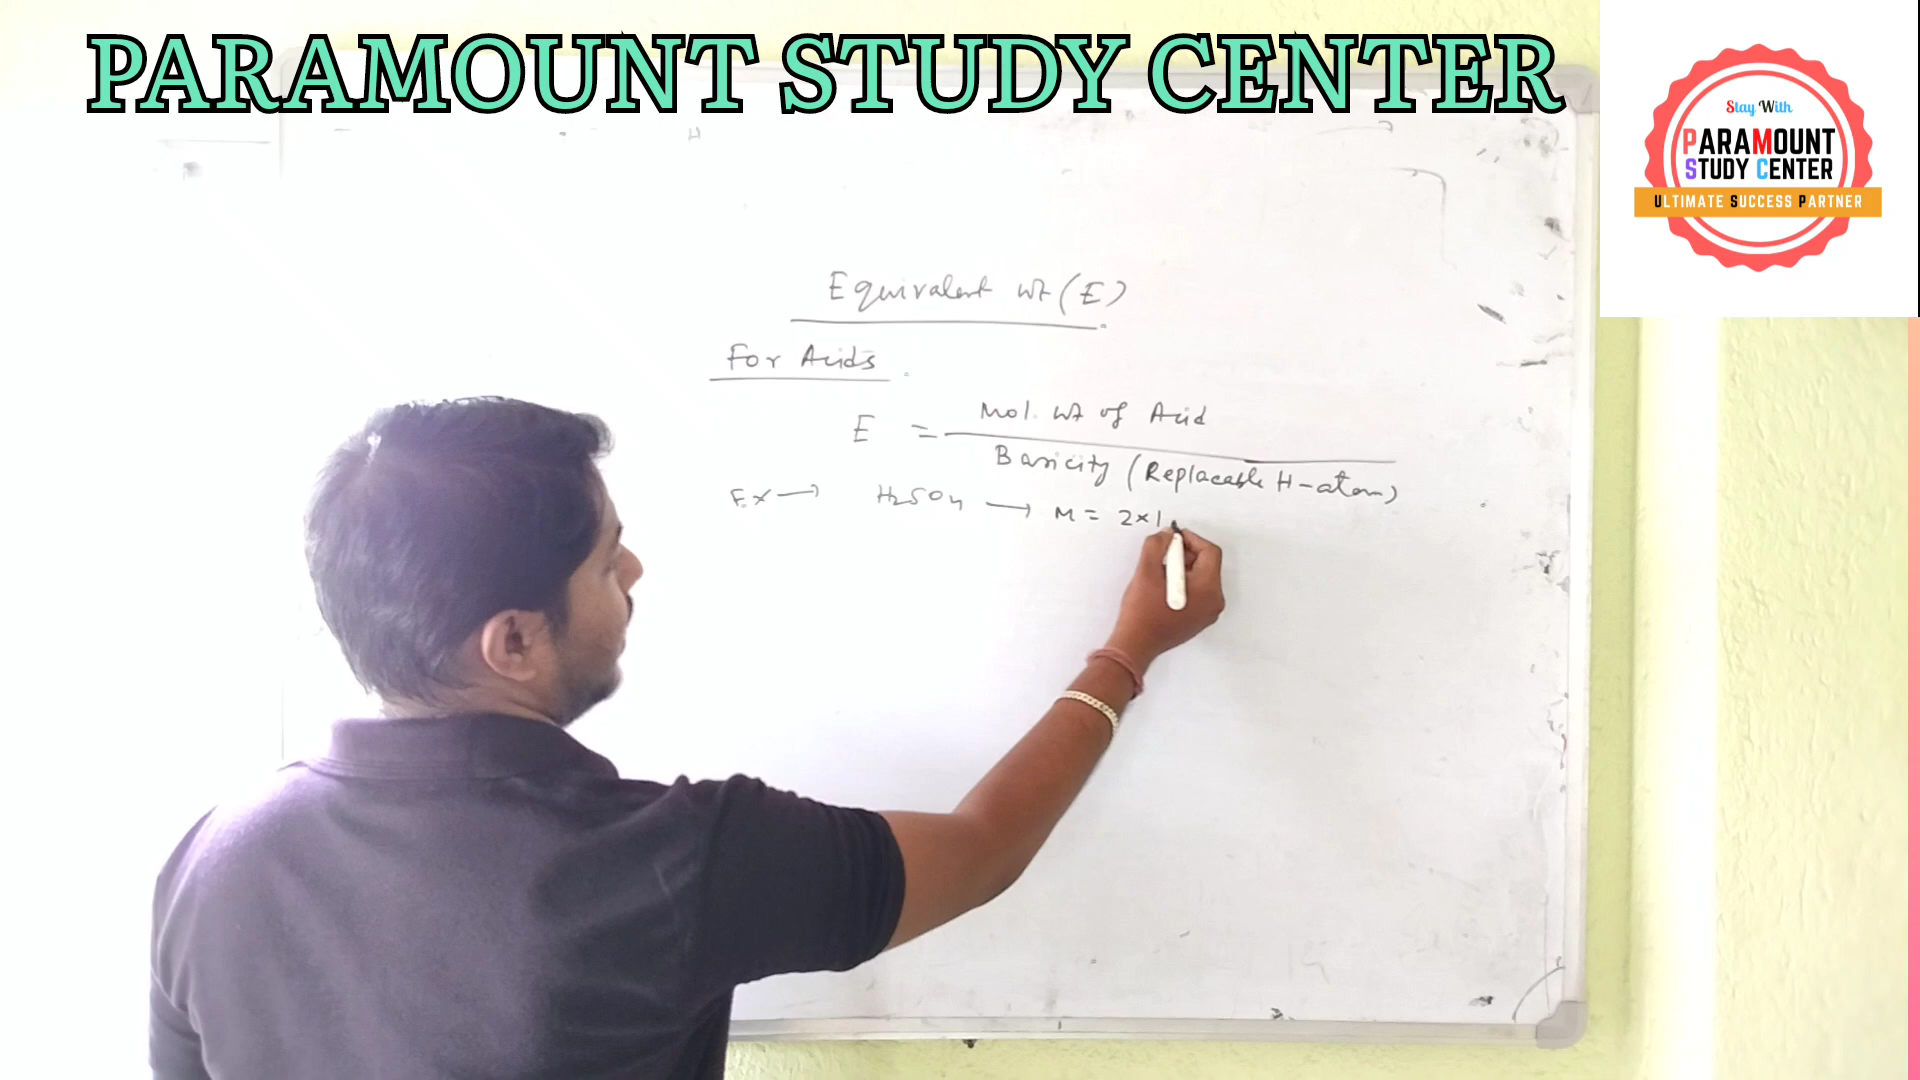 PARAMOUNT STUDY CENTER
Stay With
PARAMOUNT
STUDY CENTER
ULTIMATE SUCCESS PARTNER
Equivalent wt (E)
For Acids
E = Mol. wt of Acid
Basicity (Replacable H-atom)
Ex → H2SO4 → M = 2×1